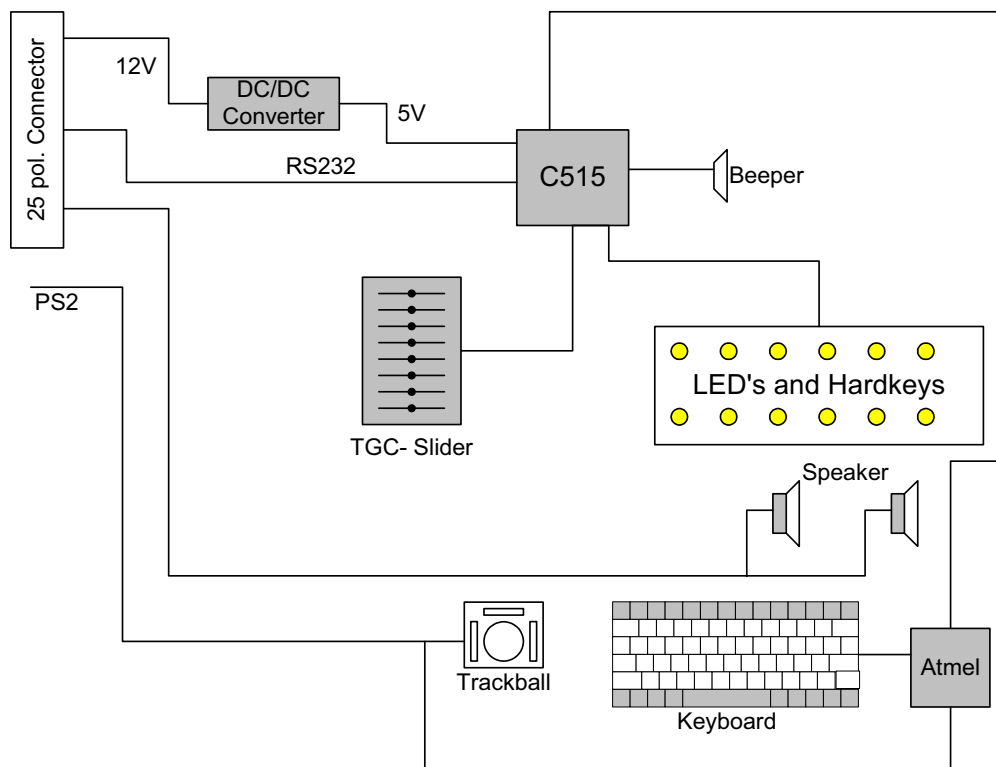 25 pol. Connector
12V
DC/DC
Converter
5V
RS232
C515
Beeper
PS2
TGC- Slider
LED's and Hardkeys
Speaker
Trackball
Keyboard
Atmel